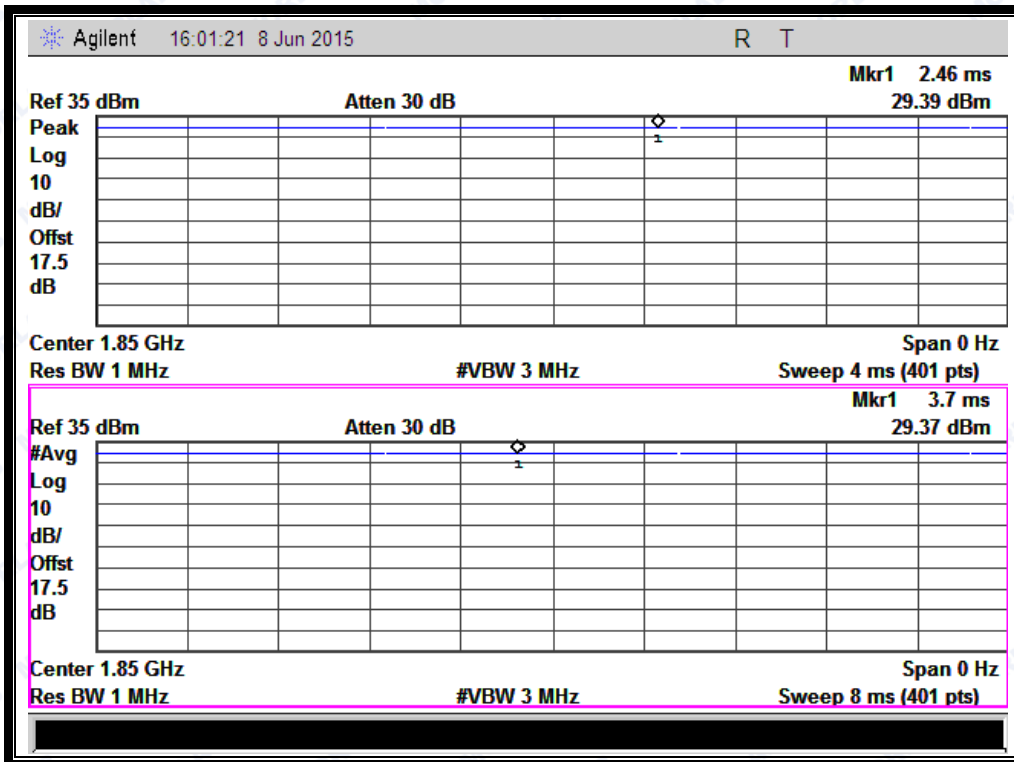 Agilent 16:01:21 8 Jun 2015 R T
Mkr1 2.46 ms
Ref 35 dBm Atten 30 dB 29.39 dBm
Peak
Log
10
dB/
Offst
17.5
dB
1
Center 1.85 GHz Span 0 Hz
Res BW 1 MHz #VBW 3 MHz Sweep 4 ms (401 pts)
Mkr1 3.7 ms
Ref 35 dBm Atten 30 dB 29.37 dBm
#Avg
Log
10
dB/
Offst
17.5
dB
1
Center 1.85 GHz Span 0 Hz
Res BW 1 MHz #VBW 3 MHz Sweep 8 ms (401 pts)